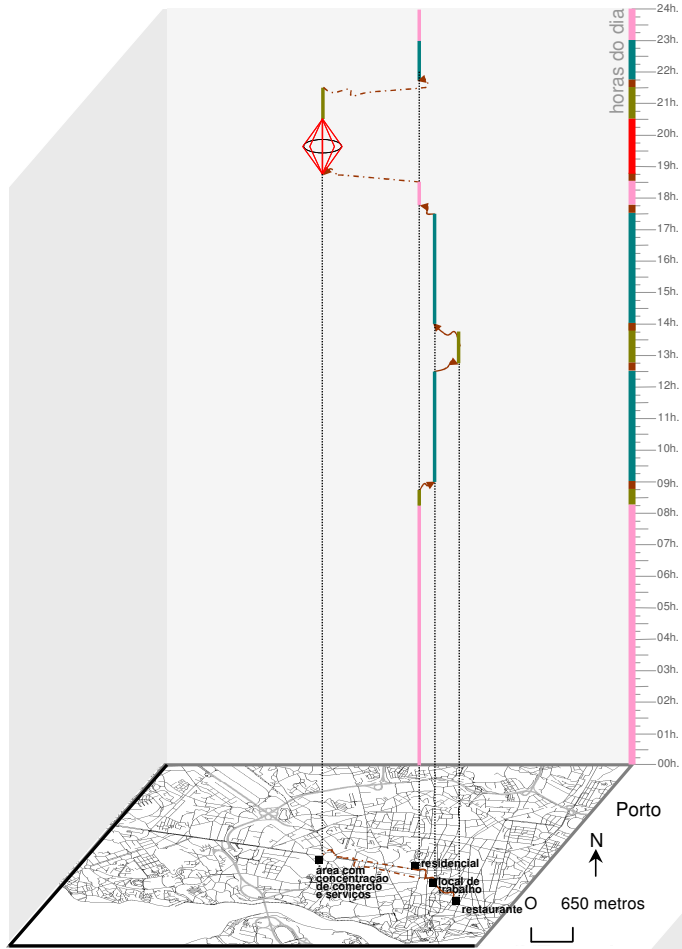 horas do dia
24h.
23h.
22h.
21h.
20h.
19h.
18h.
17h.
16h.
15h.
14h.
13h.
12h.
11h.
10h.
09h.
08h.
07h.
06h.
05h.
04h.
03h.
02h.
01h.
00h.
Porto
N
residencial
área com
concentração
de comércio
e serviços
local de
trabalho
restaurante
O
650 metros